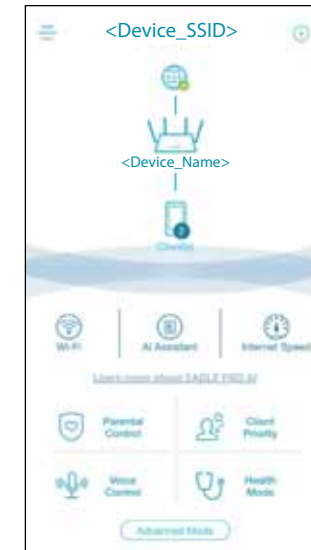 <Device_SSID>
<Device_Name>
Clients
Wi-Fi
AI Assistant
Internet Speed
Learn more about EAGLE PRO AI
Parental
Control
Client
Priority
Voice
Control
Health
Mode
Advanced Mode